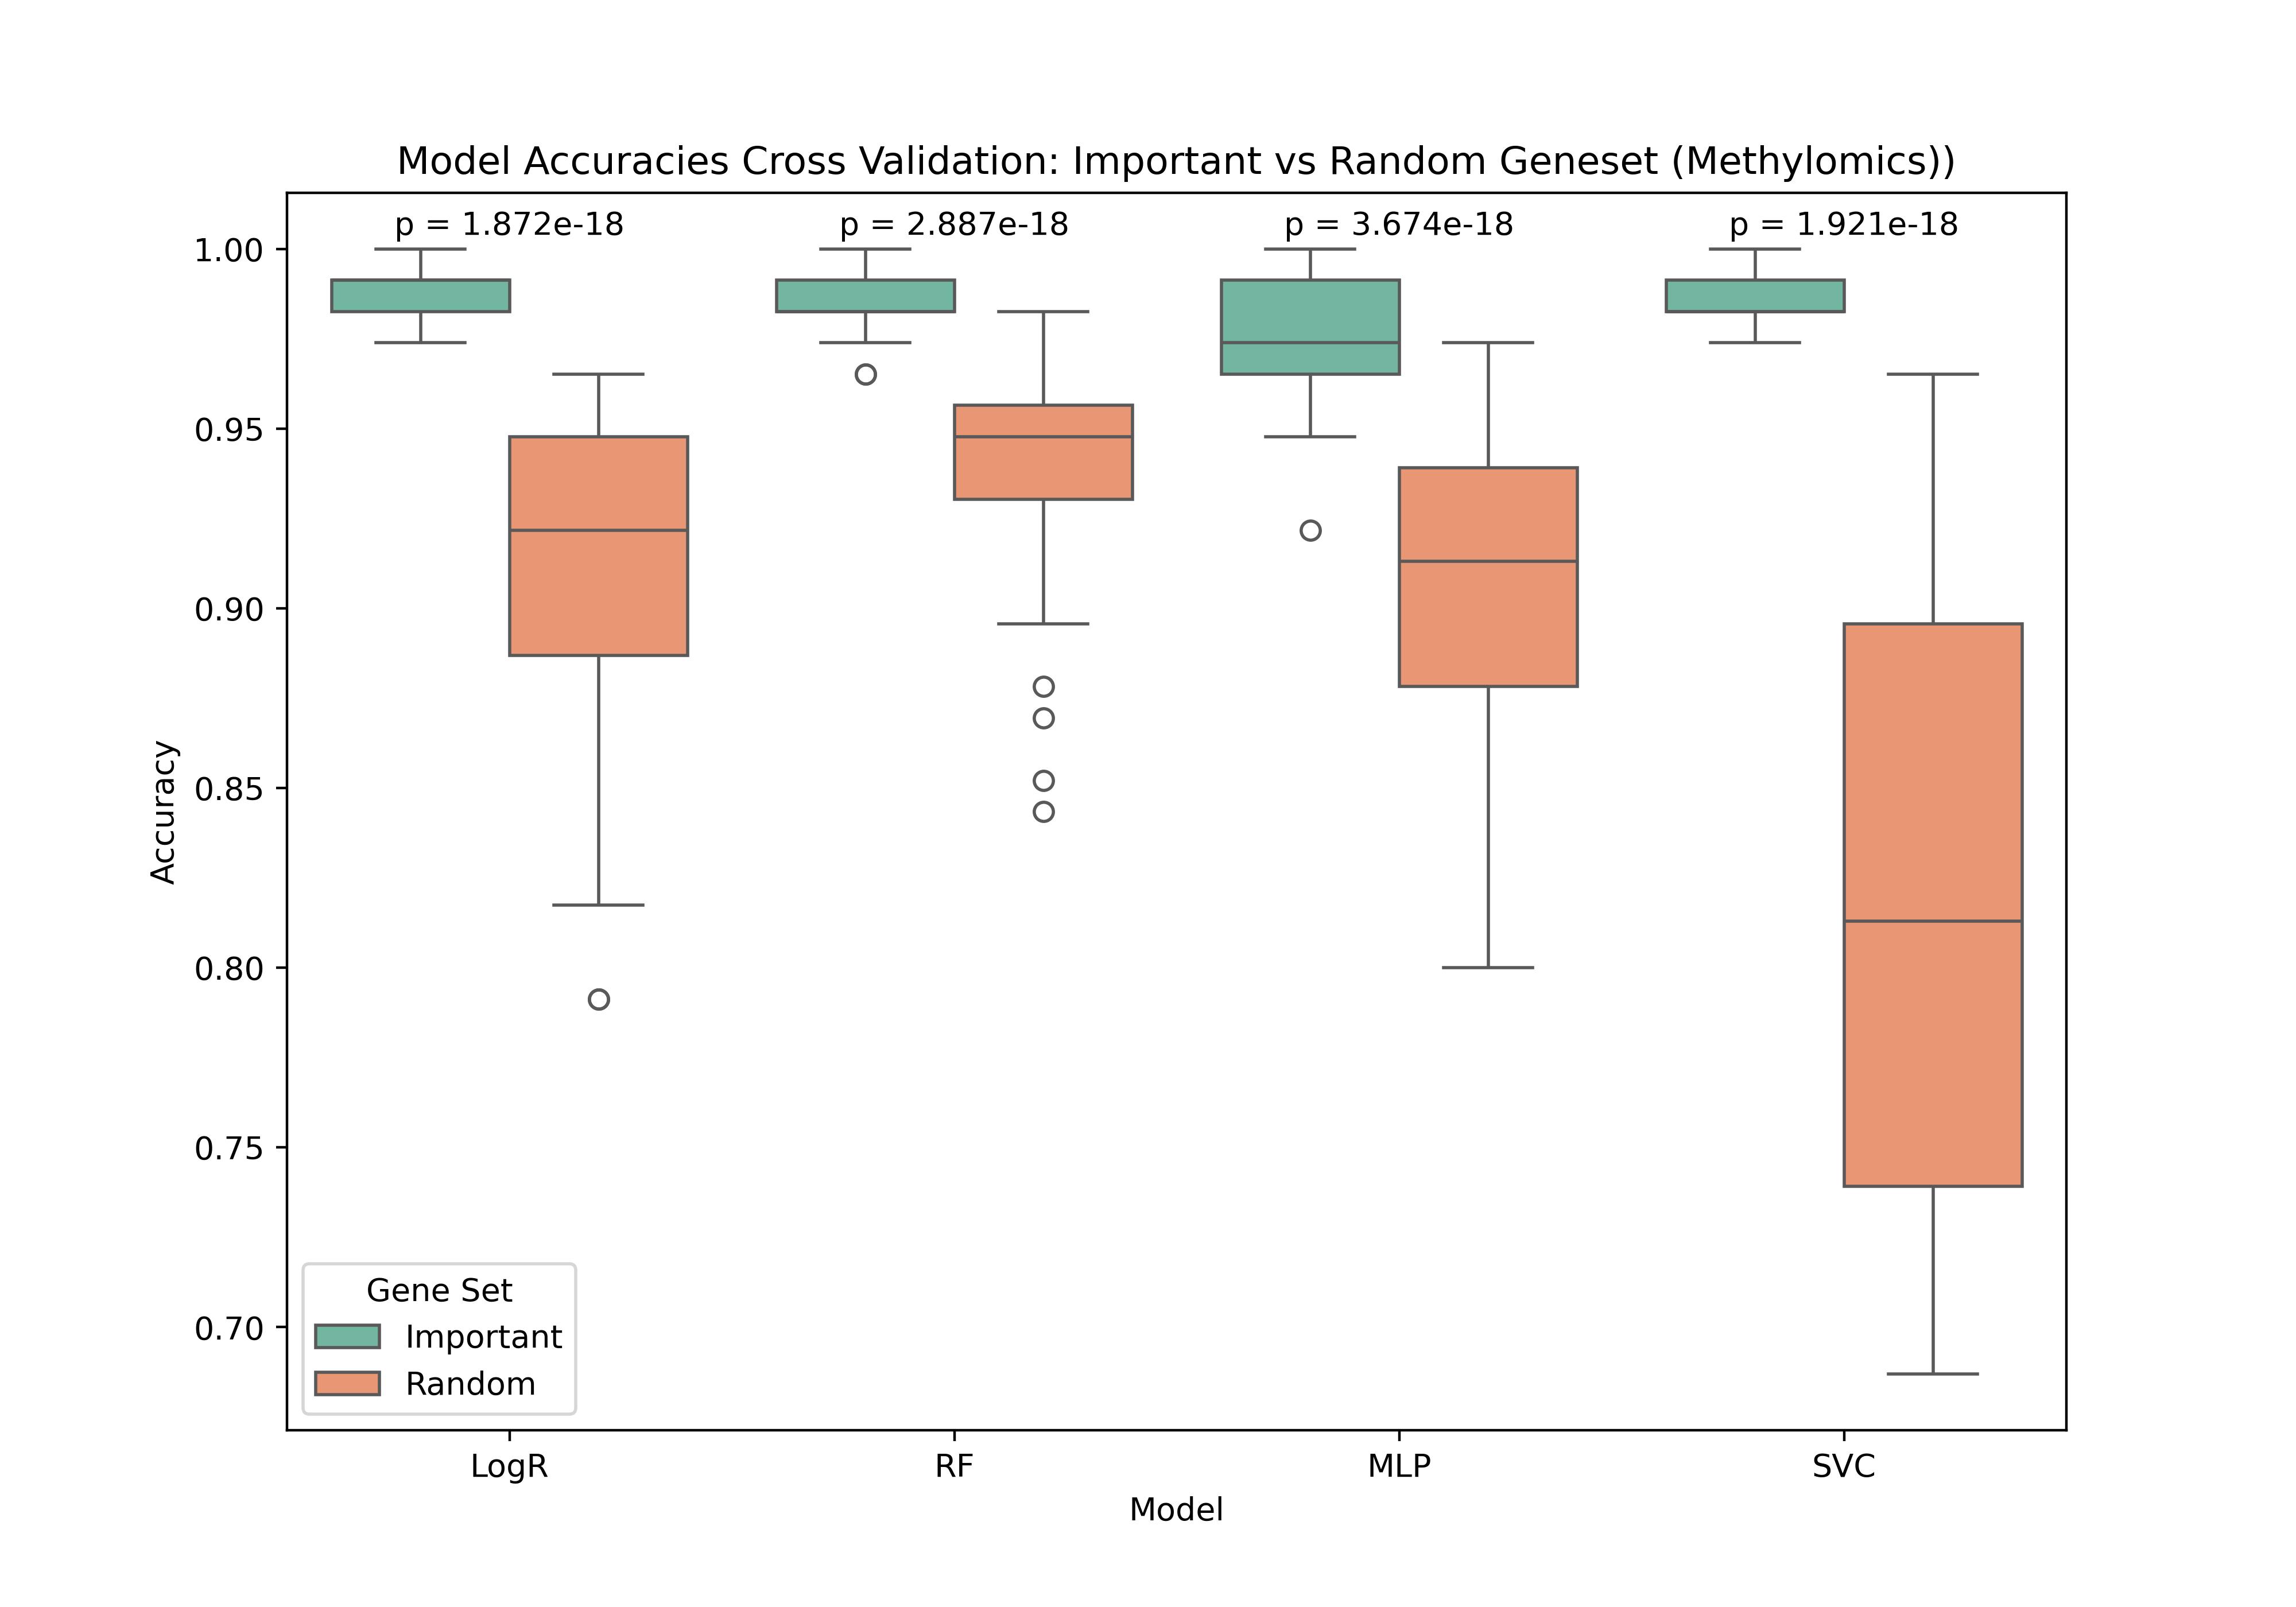 Model Accuracies Cross Validation: Important vs Random Geneset (Methylomics))
p = 1.872e-18
p = 2.887e-18
p = 3.674e-18
p = 1.921e-18
1.00
0.95
0.90
0.85
0.80
0.75
0.70
Accuracy
Gene Set
Important
Random
LogR
RF
MLP
SVC
Model